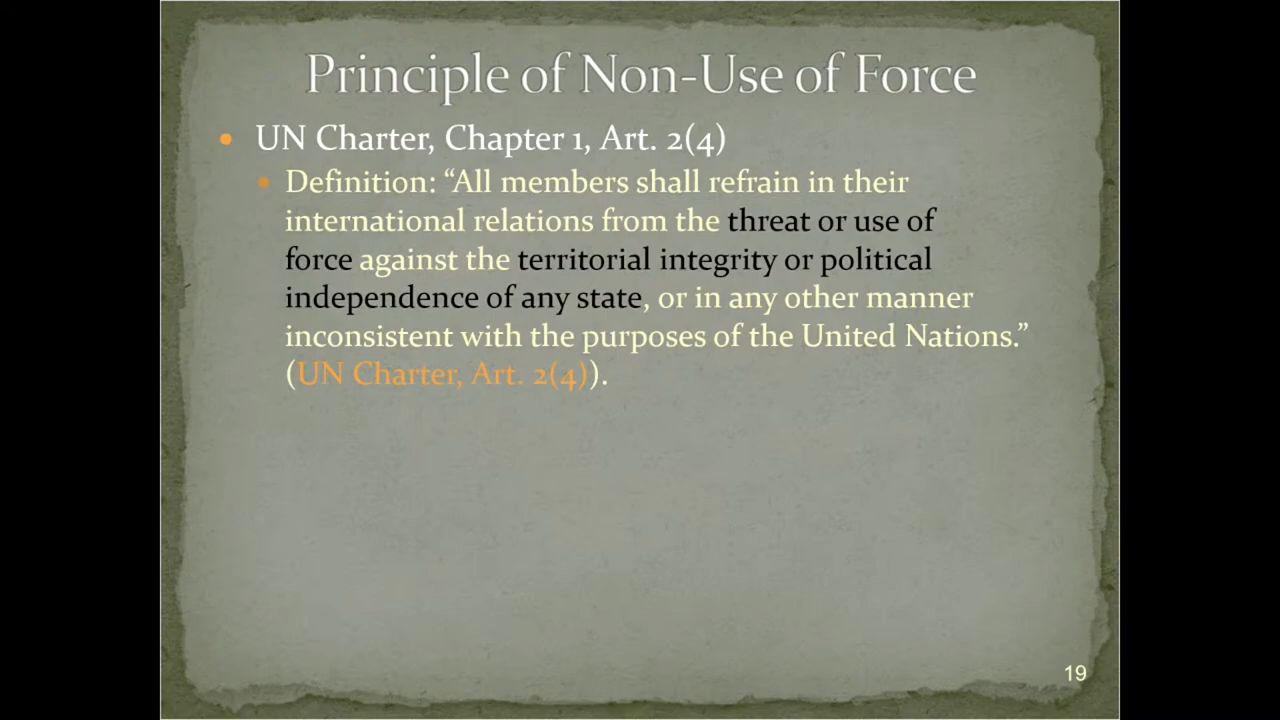 Principle of Non-Use of Force
• UN Charter, Chapter 1, Art. 2(4)
• Definition: “All members shall refrain in their
international relations from the threat or use of
force against the territorial integrity or political
independence of any state, or in any other manner
inconsistent with the purposes of the United Nations.”
(UN Charter, Art. 2(4)).
19